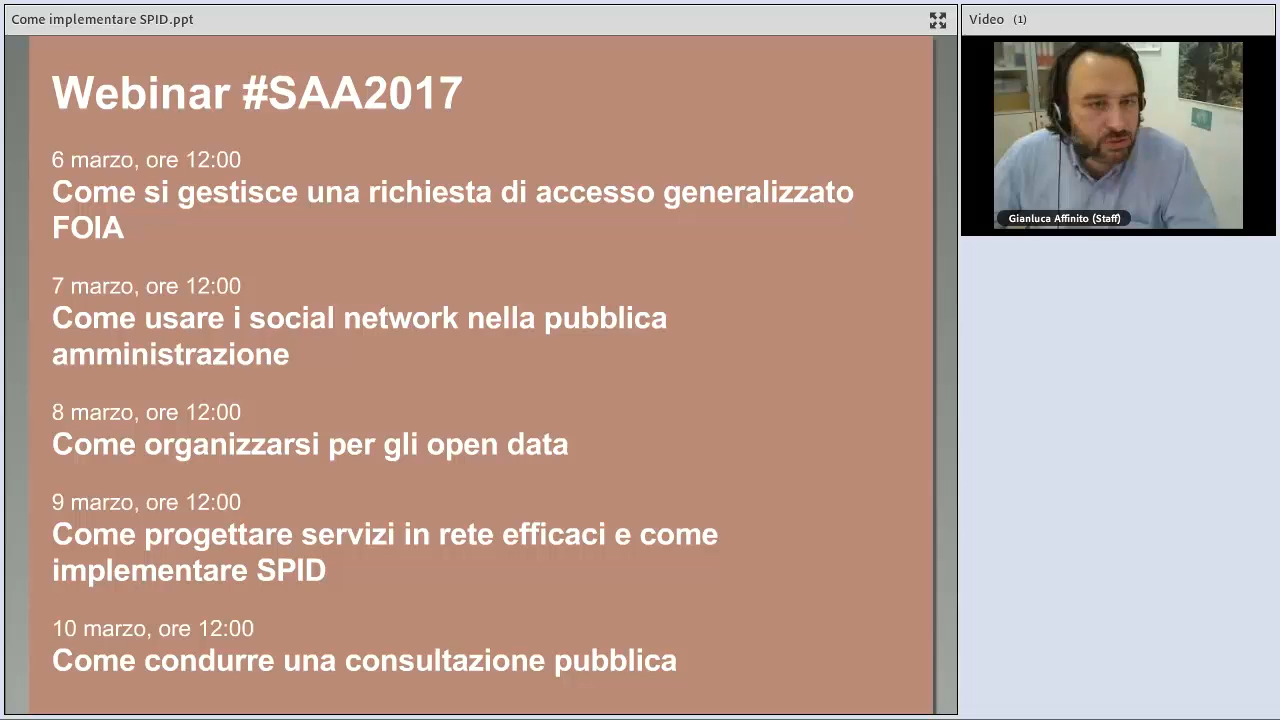 Come implementare SPID.ppt
Video (1)
Webinar #SAA2017
6 marzo, ore 12:00
Come si gestisce una richiesta di accesso generalizzato
FOIA
7 marzo, ore 12:00
Come usare i social network nella pubblica
amministrazione
8 marzo, ore 12:00
Come organizzarsi per gli open data
9 marzo, ore 12:00
Come progettare servizi in rete efficaci e come
implementare SPID
10 marzo, ore 12:00
Come condurre una consultazione pubblica
Gianluca Affinito (Staff)